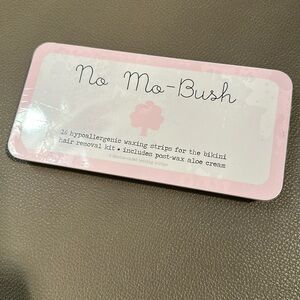 No Mo-Bush
16 hypoallergenic waxing strips for the bikini
hair removal kit • includes post-wax aloe cream